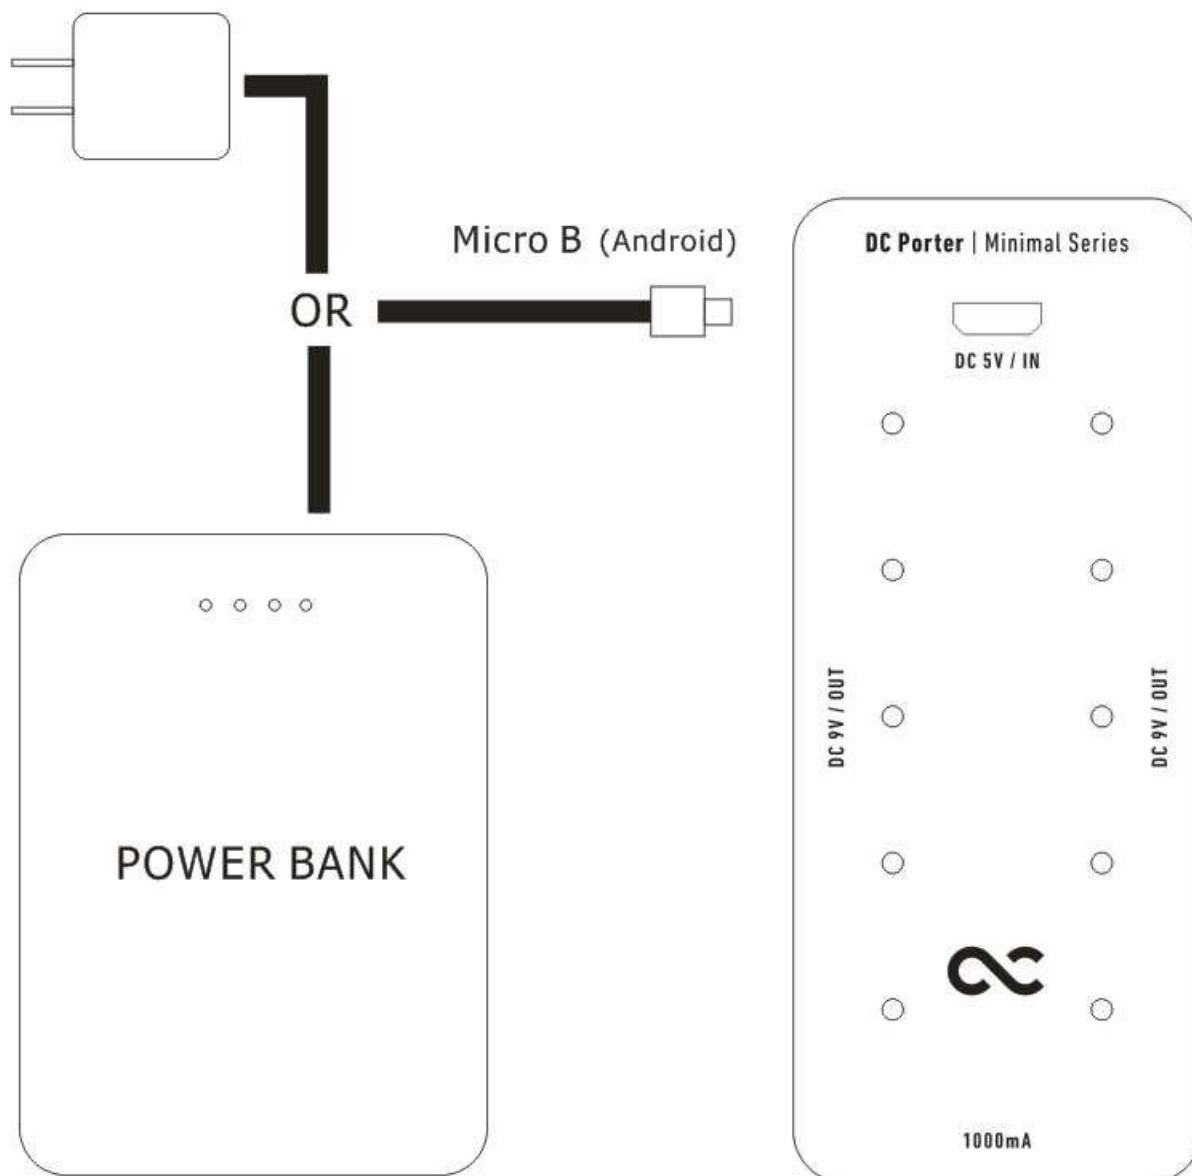 Micro B (Android)
OR
POWER BANK
DC Porter | Minimal Series
DC 5V / IN
DC 9V / OUT
DC 9V / OUT
1000mA